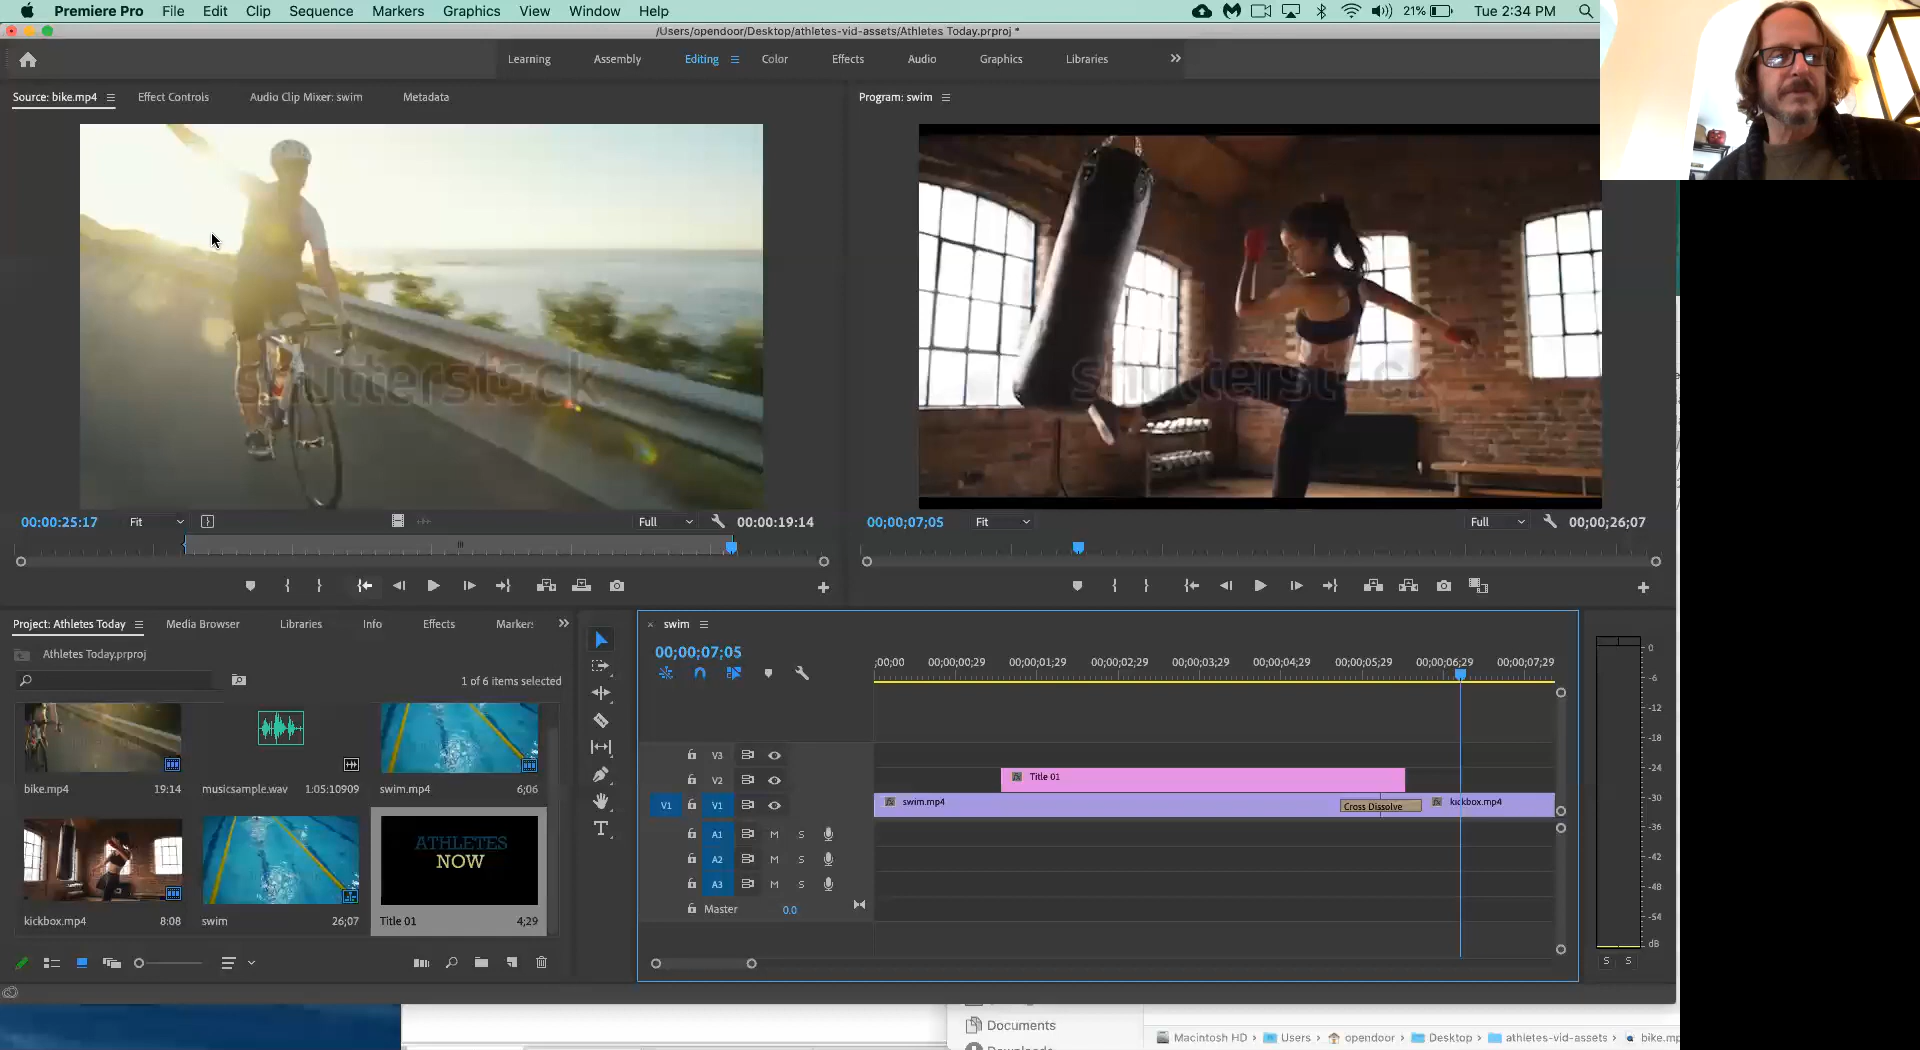 Premiere Pro File Edit Clip Sequence Markers Graphics View Window Help 21% Tue 2:34 PM
/Users/opendoor/Desktop/athletes-vid-assets/Athletes Today.prproj *
Learning Assembly Editing Color Effects Audio Graphics Libraries
Source: bike.mp4 Effect Controls Audio Clip Mixer: swim Metadata
Program: swim
shutterstock
shutterstock
00:00:25:17 Fit Full 00:00:19:14
00;00;07;05 Fit Full 00;00;26;07
Project: Athletes Today Media Browser Libraries Info Effects Marker
Athletes Today.prproj
1 of 6 items selected
bike.mp4 19:14 musicsample.wav 1:05:10909 swim.mp4 6;06
ATHLETES
NOW
kickbox.mp4 8:08 swim 26;07 Title 01 4;29
swim
00;00;07;05
;00;00 00;00;00;29 00;00;01;29 00;00;02;29 00;00;03;29 00;00;04;29 00;00;05;29 00;00;06;29 00;00;07;29
V3
V2 Title 01
V1 V1 swim.mp4 Cross Dissolve kickbox.mp4
A1 M S
A2 M S
A3 M S
Master 0.0
0
-6
-12
-18
-24
-30
-36
-42
-48
-54
dB
S S
Documents
Macintosh HD Users opendoor Desktop athletes-vid-assets